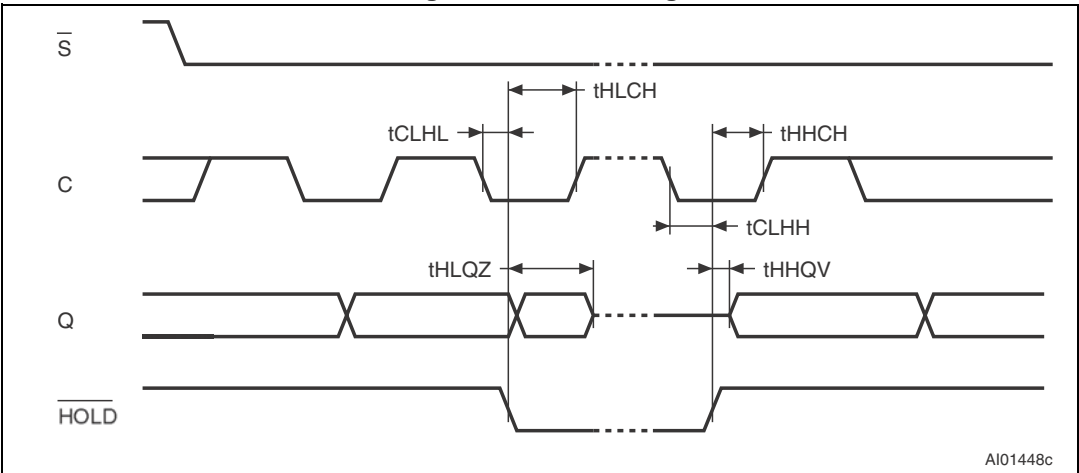 S
tHLCH
tCLHL
tHHCH
C
tCLHH
tHLQZ
tHHQV
Q
HOLD
AI01448c